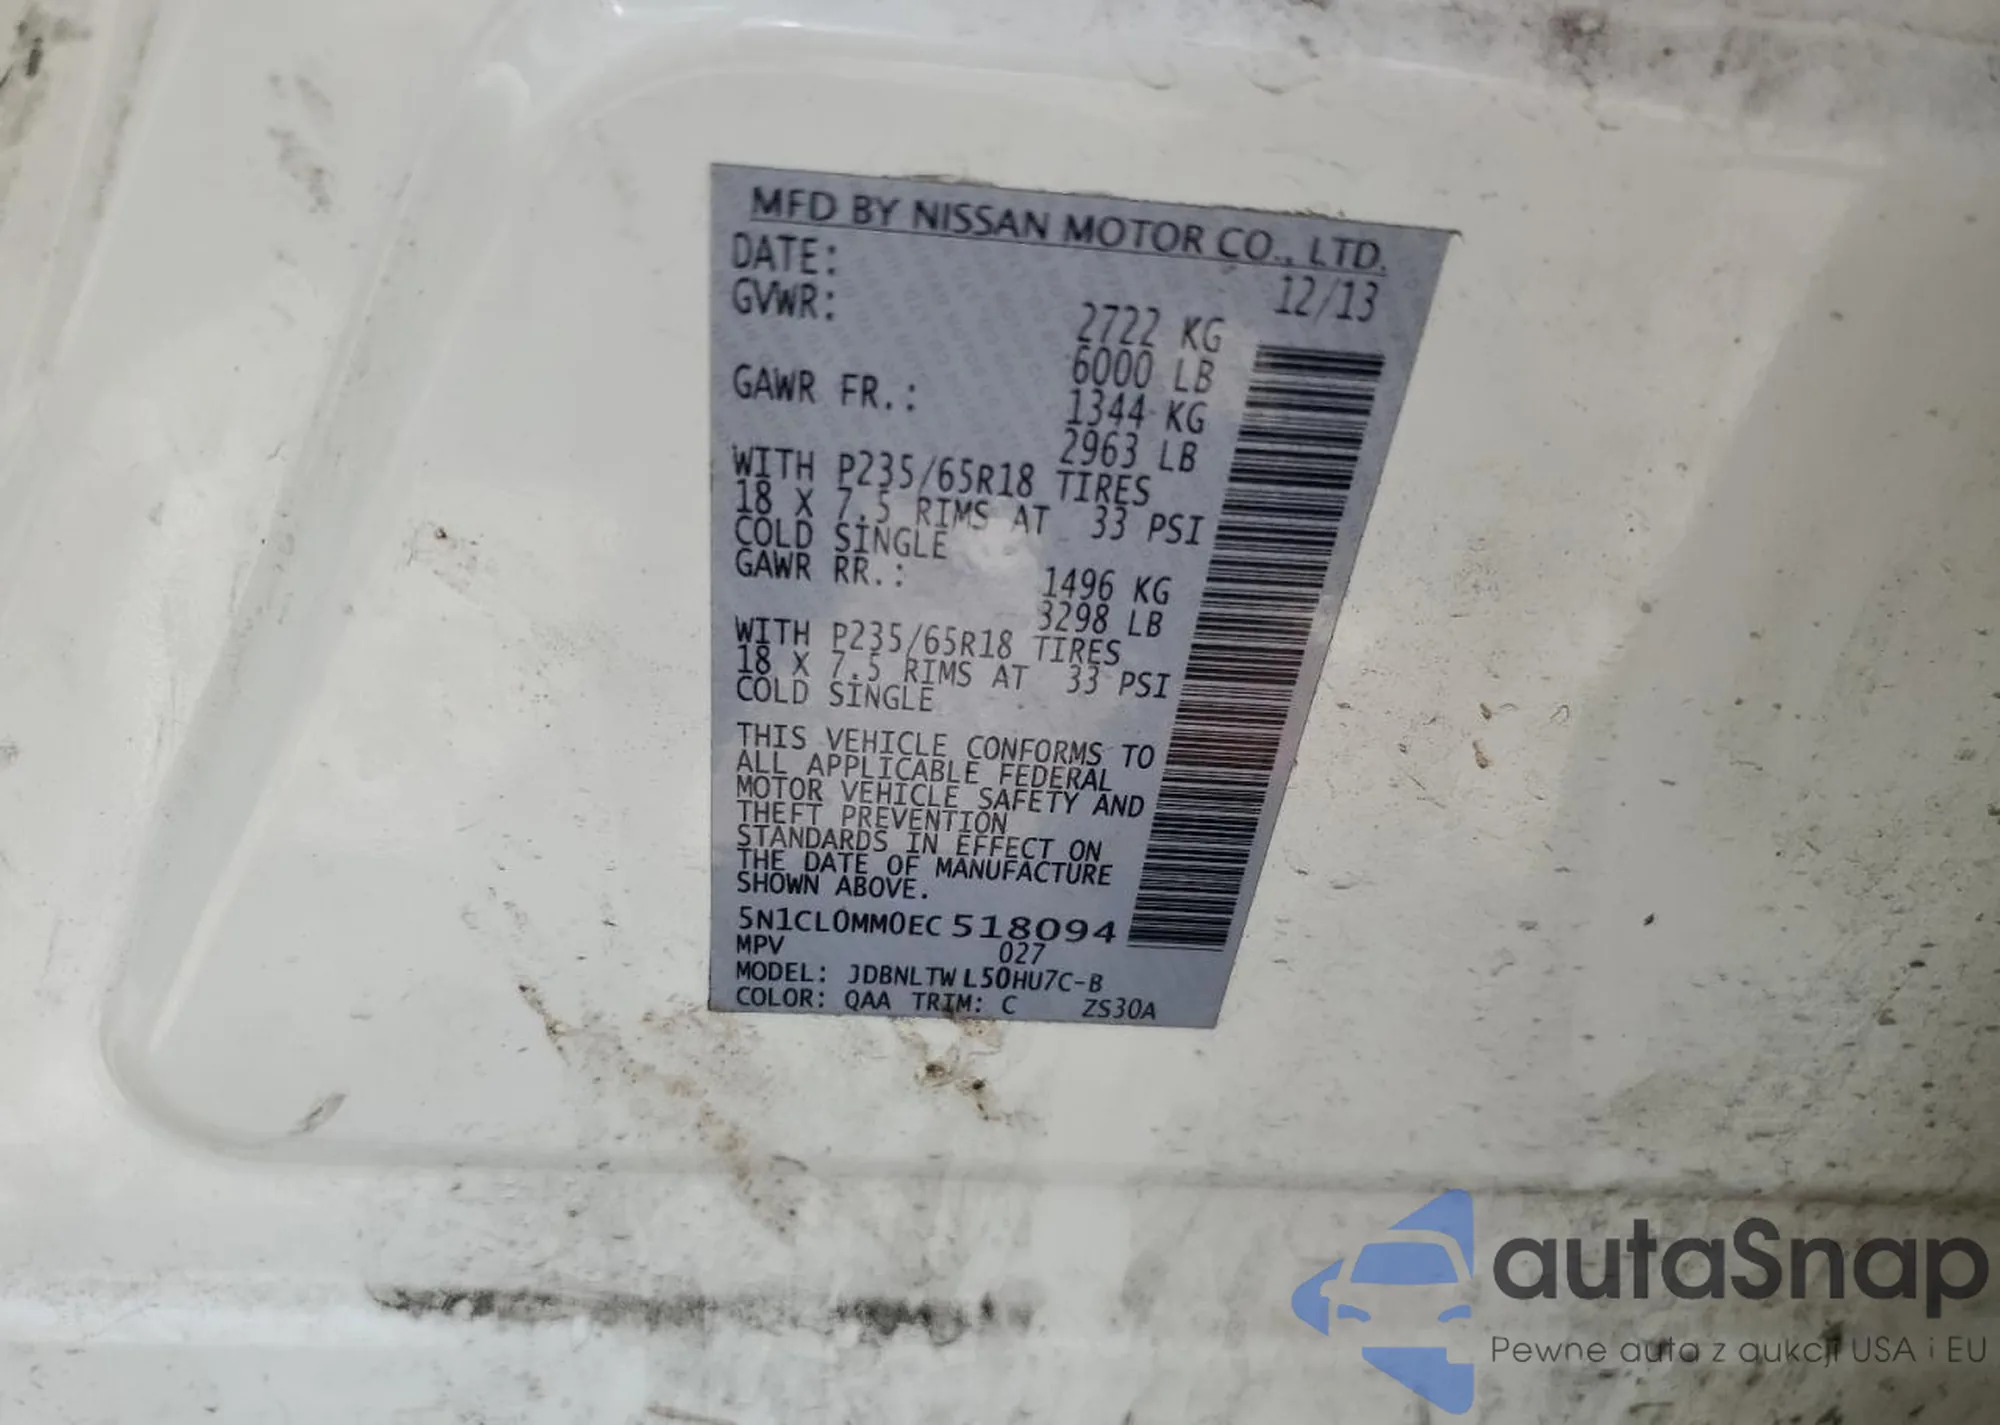 MFD BY NISSAN MOTOR CO., LTD.
DATE: 12/13
GVWR: 2722 KG
6000 LB
GAWR FR.: 1344 KG
2963 LB
WITH P235/65R18 TIRES
18 X 7.5 RIMS AT 33 PSI
COLD SINGLE
GAWR RR.: 1496 KG
3298 LB
WITH P235/65R18 TIRES
18 X 7.5 RIMS AT 33 PSI
COLD SINGLE
THIS VEHICLE CONFORMS TO
ALL APPLICABLE FEDERAL
MOTOR VEHICLE SAFETY AND
THEFT PREVENTION
STANDARDS IN EFFECT ON
THE DATE OF MANUFACTURE
SHOWN ABOVE.
5N1CL0MM0EC518094
MPV 027
MODEL: JDBNLTWL50HU7C-B
COLOR: QAA TRIM: C ZS30A
autaSnap
Pewne auta z aukcji USA i EU